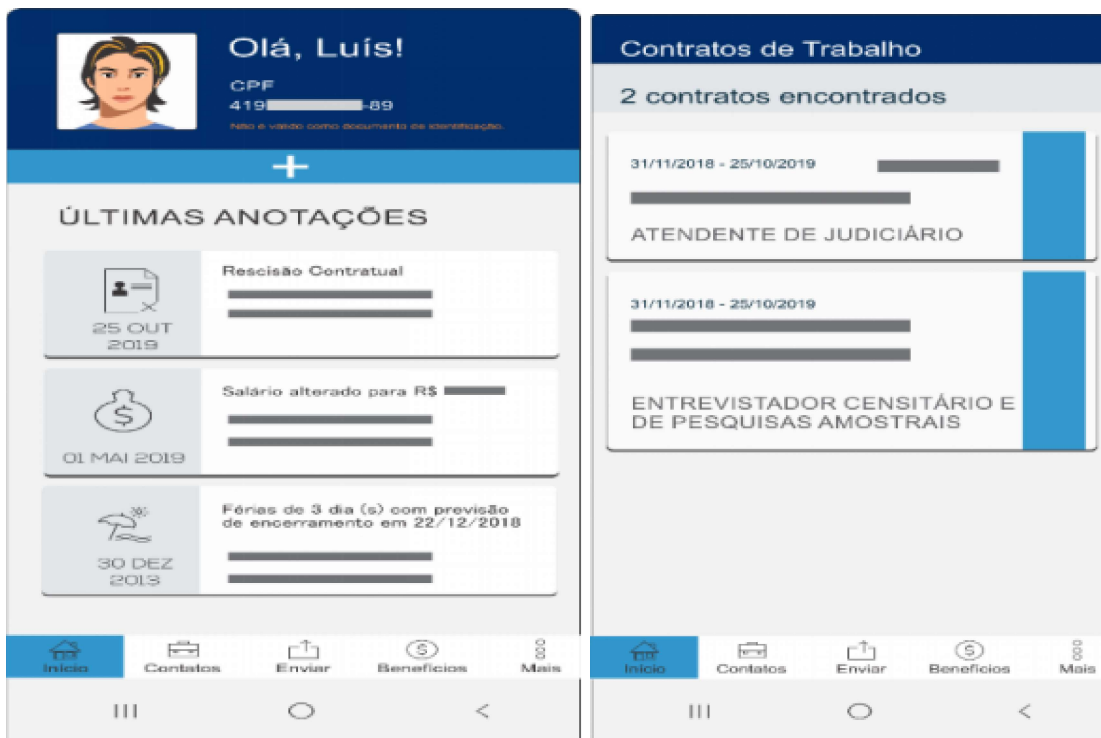 Olá, Luís!
CPF
419 -89
Não é válido como documento de identificação.
ÚLTIMAS ANOTAÇÕES
Rescisão Contratual
25 OUT
2019
Salário alterado para R$
01 MAI 2019
Férias de 3 dia (s) com previsão
de encerramento em 22/12/2018
30 DEZ
2013
Início
Contatos
Enviar
Benefícios
Mais
Contratos de Trabalho
2 contratos encontrados
31/11/2018 - 25/10/2019
ATENDENTE DE JUDICIÁRIO
31/11/2018 - 25/10/2019
ENTREVISTADOR CENSITÁRIO E
DE PESQUISAS AMOSTRAIS
Início
Contatos
Enviar
Benefícios
Mais